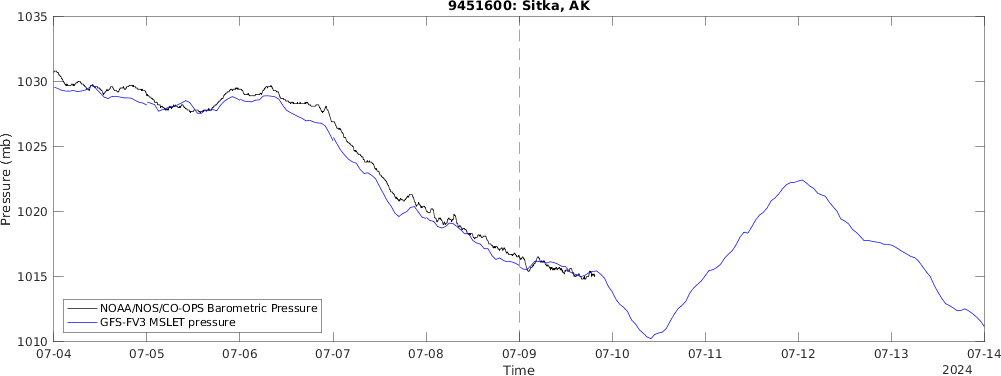 9451600: Sitka, AK
1035
1030
1025
1020
1015
1010
Pressure (mb)
NOAA/NOS/CO-OPS Barometric Pressure
GFS-FV3 MSLET pressure
07-04 07-05 07-06 07-07 07-08 07-09 07-10 07-11 07-12 07-13 07-14
Time
2024